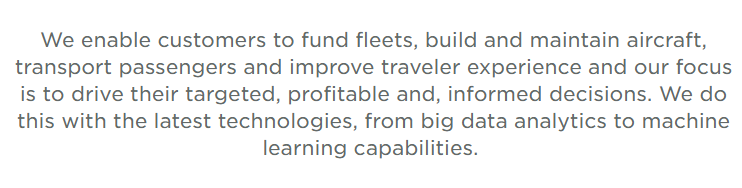 We enable customers to fund fleets, build and maintain aircraft,
transport passengers and improve traveler experience and our focus
is to drive their targeted, profitable and, informed decisions. We do
this with the latest technologies, from big data analytics to machine
learning capabilities.